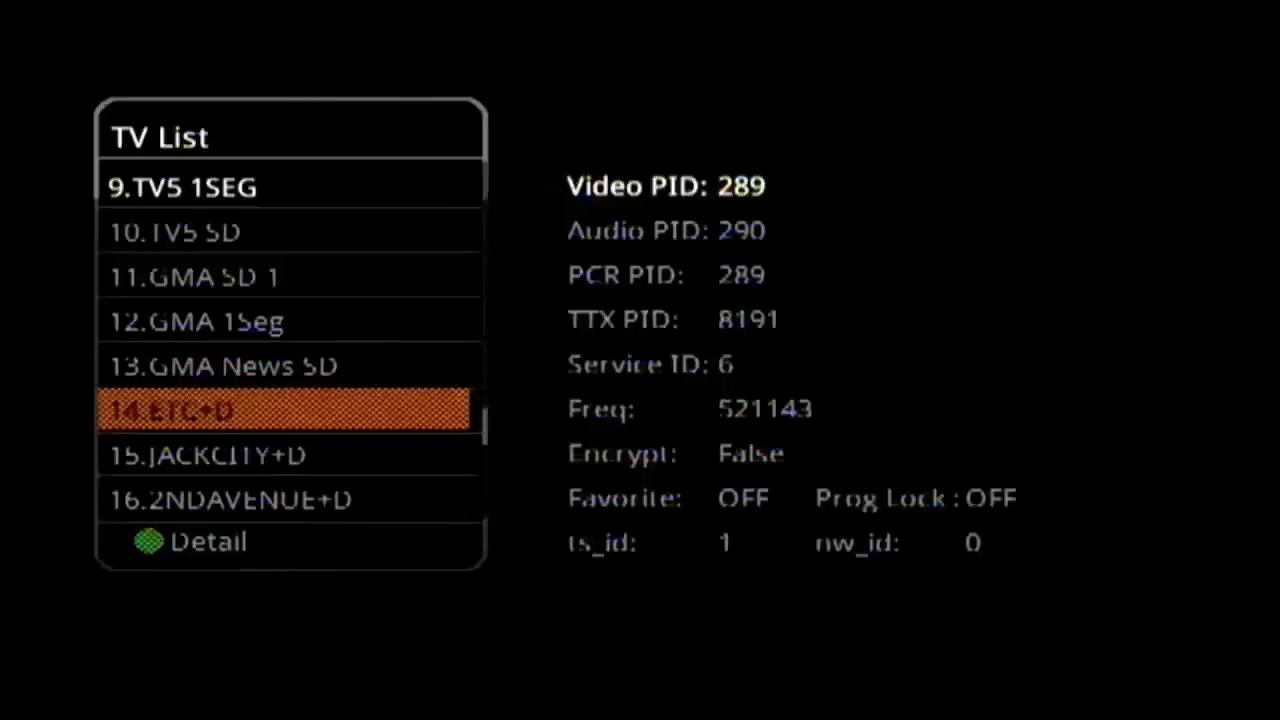 TV List
9.TV5 1SEG
10.TV5 SD
11.GMA SD 1
12.GMA 1Seg
13.GMA News SD
14.ETC+D
15.JACKCITY+D
16.2NDAVENUE+D
Detail
Video PID: 289
Audio PID: 290
PCR PID: 289
TTX PID: 8191
Service ID: 6
Freq: 521143
Encrypt: False
Favorite: OFF Prog Lock : OFF
ts_id: 1 nw_id: 0